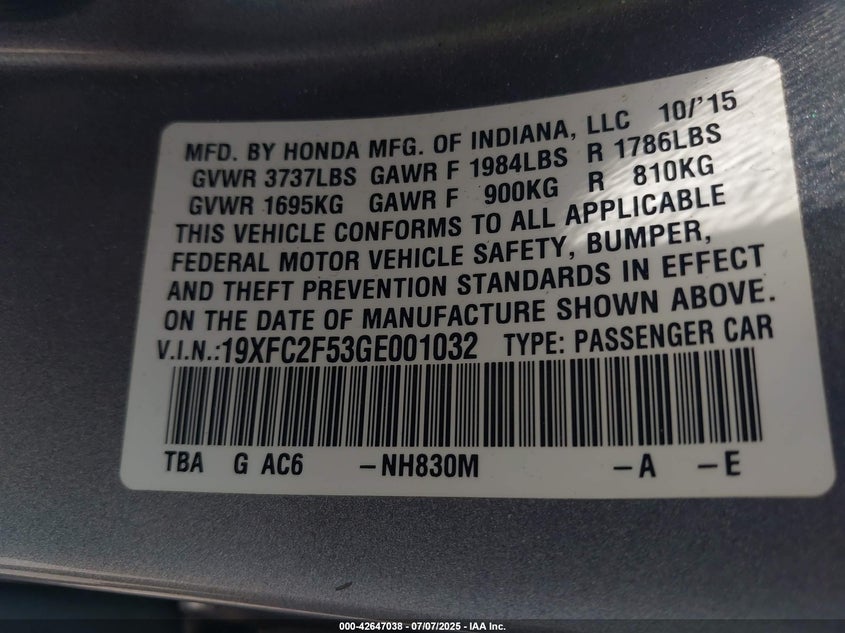 MFD. BY HONDA MFG. OF INDIANA, LLC 10/'15
GVWR 3737LBS GAWR F 1984LBS R 1786LBS
GVWR 1695KG GAWR F 900KG R 810KG
THIS VEHICLE CONFORMS TO ALL APPLICABLE
FEDERAL MOTOR VEHICLE SAFETY, BUMPER,
AND THEFT PREVENTION STANDARDS IN EFFECT
ON THE DATE OF MANUFACTURE SHOWN ABOVE.
V.I.N.:19XFC2F53GE001032 TYPE: PASSENGER CAR
TBA G AC6 –NH830M –A –E
000-42647038 - 07/07/2025 - IAA Inc.